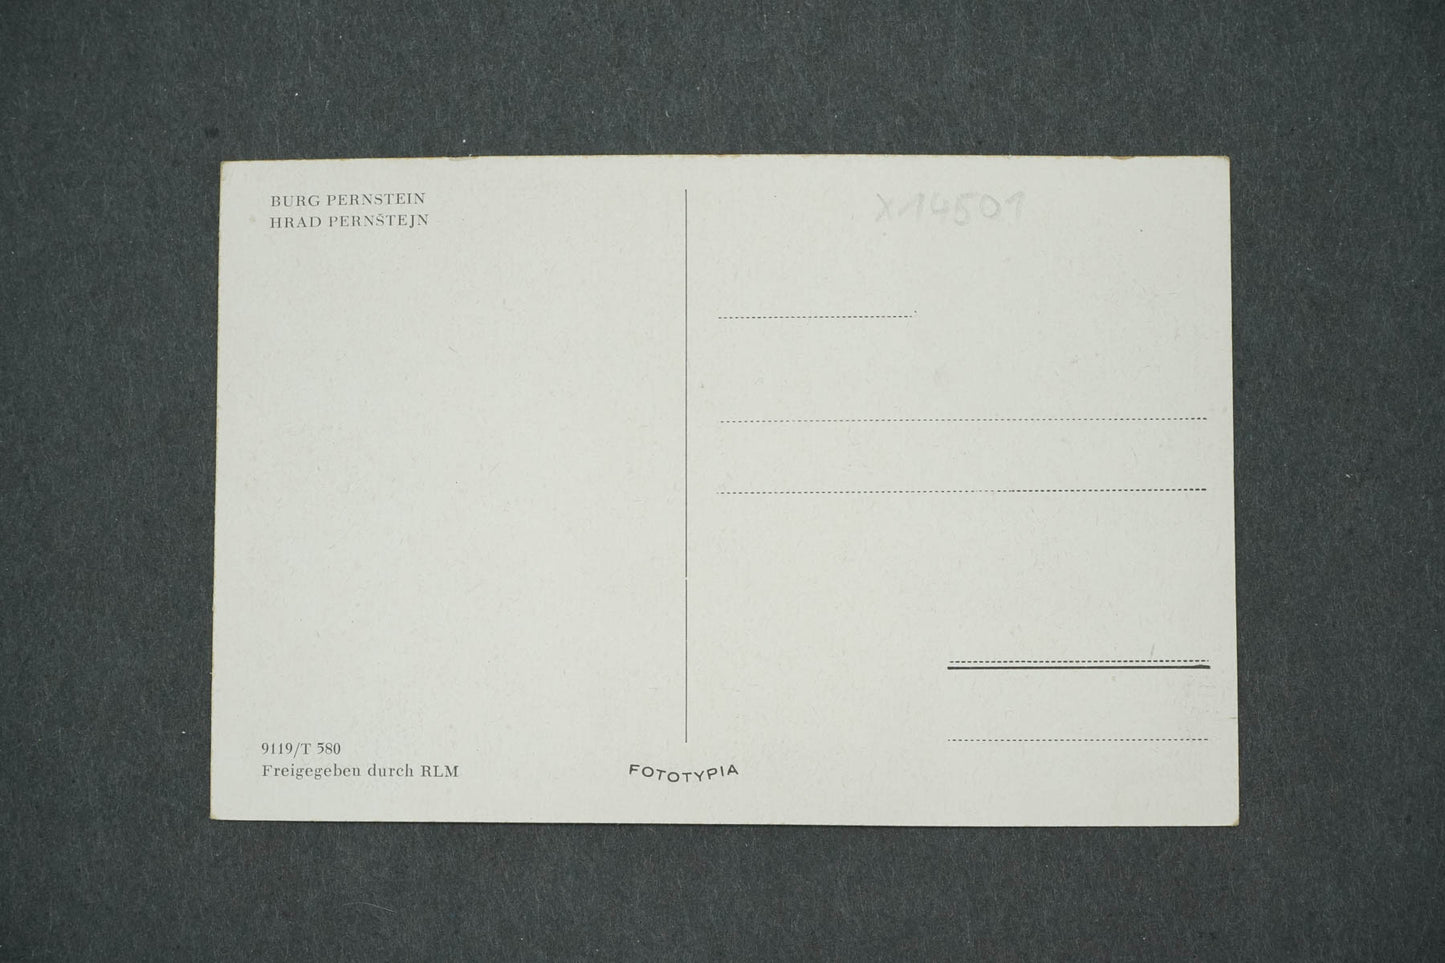 BURG PERNSTEIN
HRAD PERNŠTEJN
X14501
9119/T 580
Freigegeben durch RLM
FOTOTYPIA